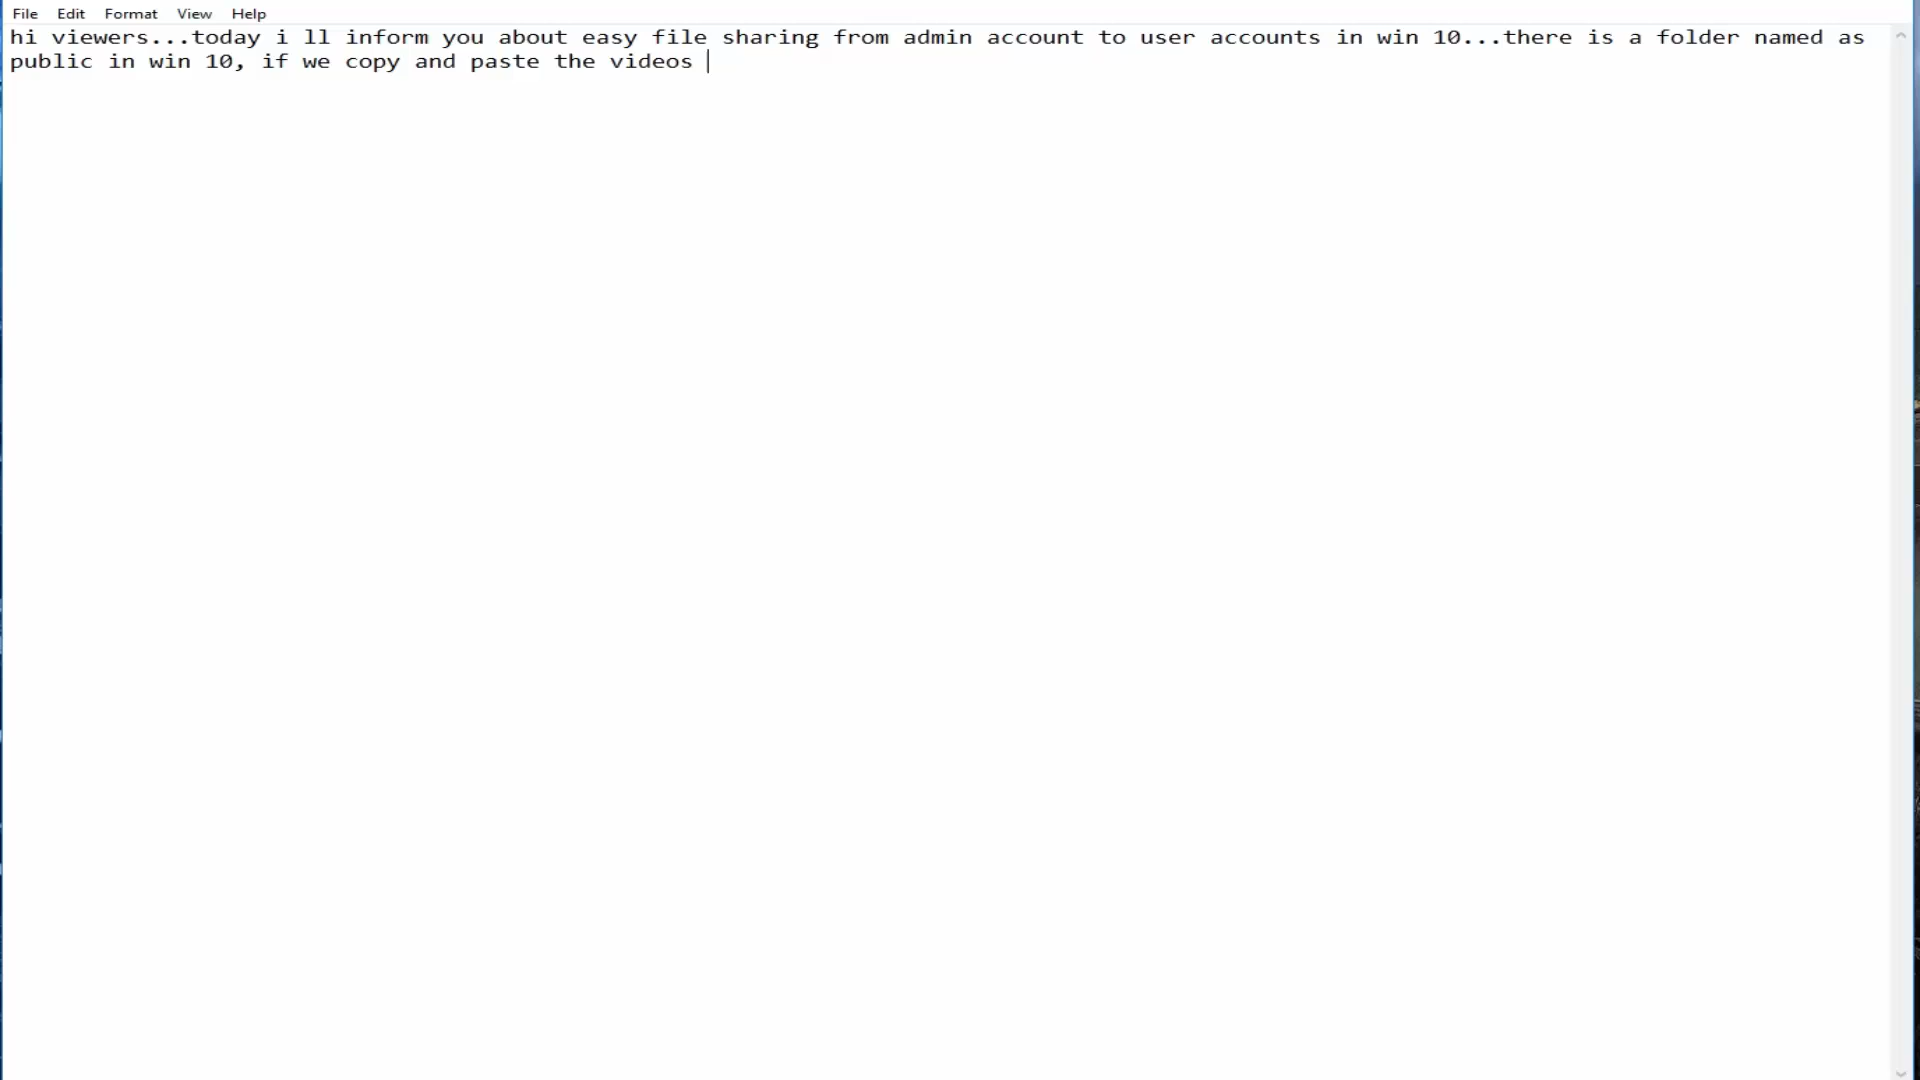 File Edit Format View Help
hi viewers...today i ll inform you about easy file sharing from admin account to user accounts in win 10...there is a folder named as
public in win 10, if we copy and paste the videos